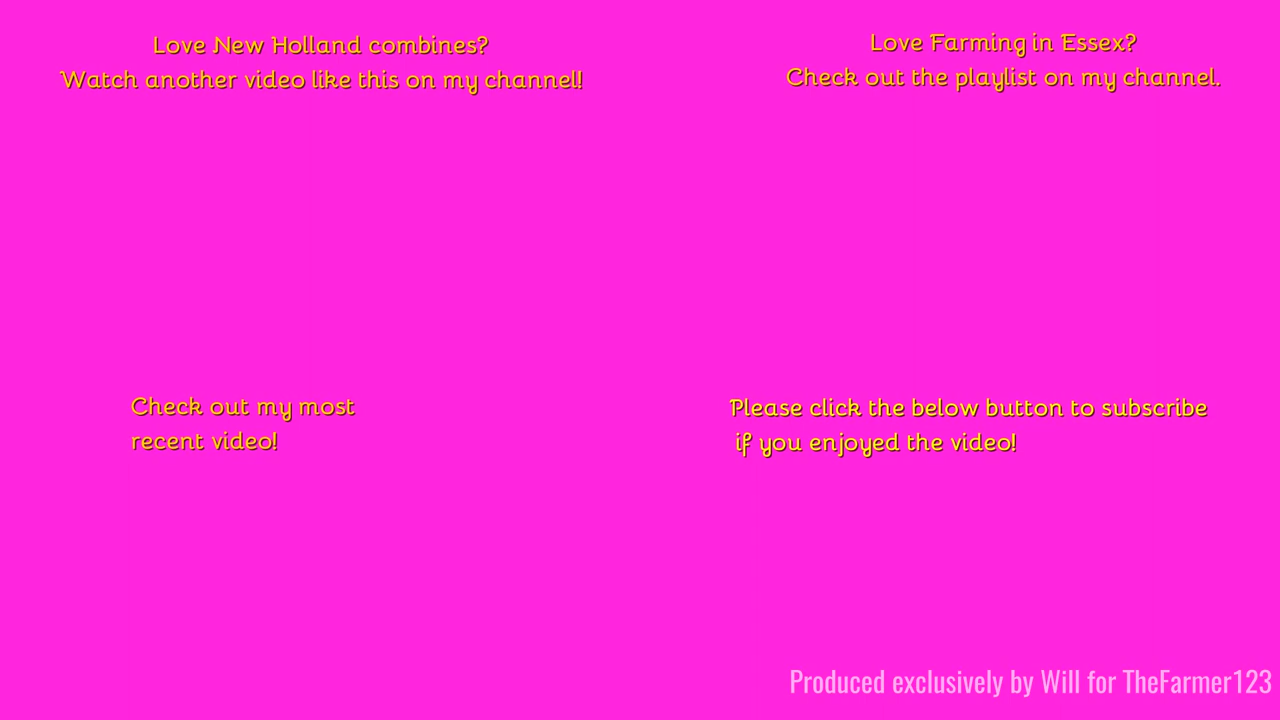 Love New Holland combines?
Watch another video like this on my channel!
Love Farming in Essex?
Check out the playlist on my channel.
Check out my most
recent video!
Please click the below button to subscribe
if you enjoyed the video!
Produced exclusively by Will for TheFarmer123